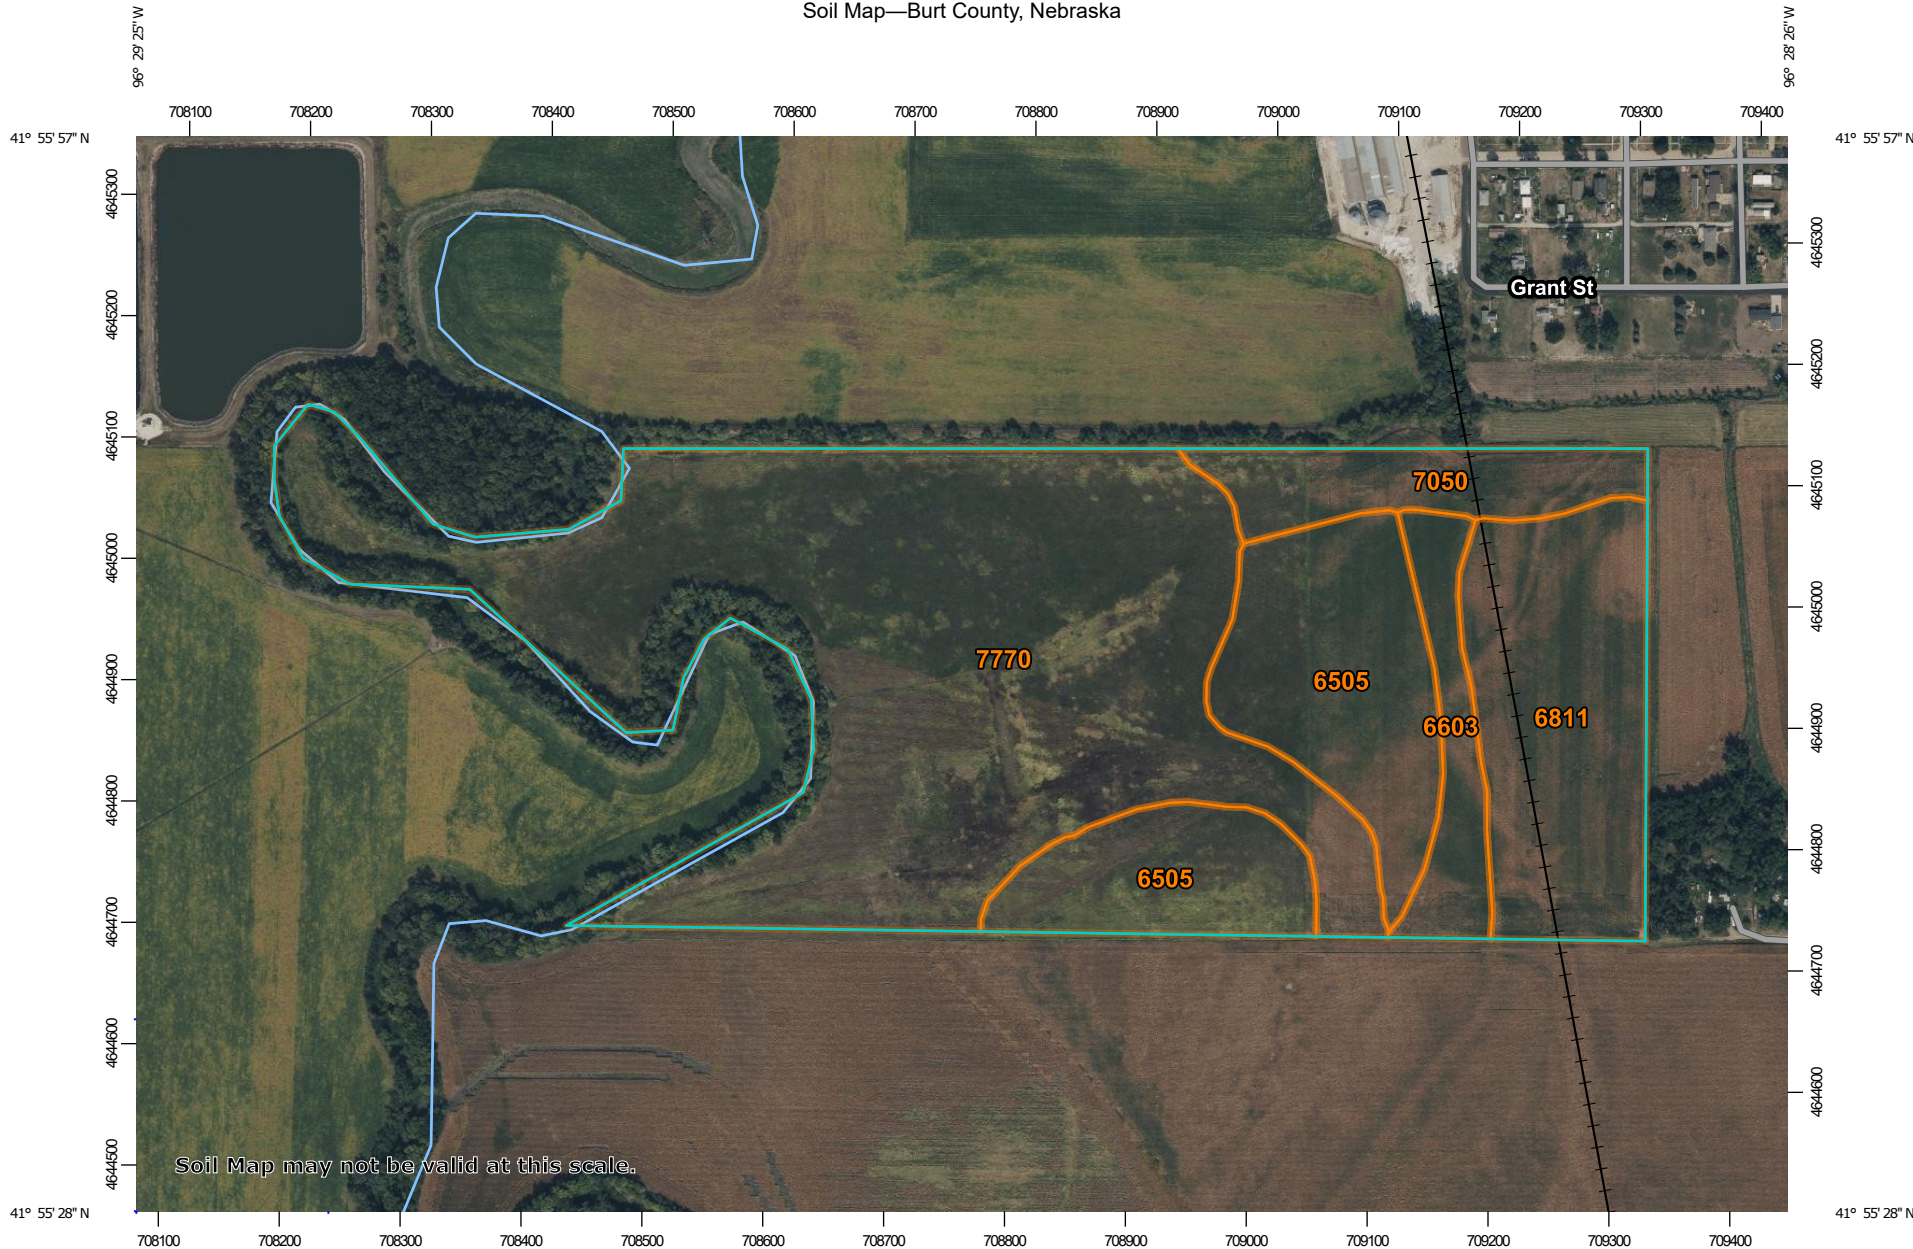 Soil Map—Burt County, Nebraska
96° 29' 25" W
96° 28' 26" W
708100 708200 708300 708400 708500 708600 708700 708800 708900 709000 709100 709200 709300 709400
41° 55' 57" N
41° 55' 57" N
4645300
4645300
Grant St
4645200
4645200
4645100
7050
4645100
4645000
4645000
7770
6505
4644900
6603
6811
4644900
4644800
4644800
6505
4644700
4644700
4644600
4644600
Soil Map may not be valid at this scale.
4644500
41° 55' 28" N
41° 55' 28" N
708100 708200 708300 708400 708500 708600 708700 708800 708900 709000 709100 709200 709300 709400